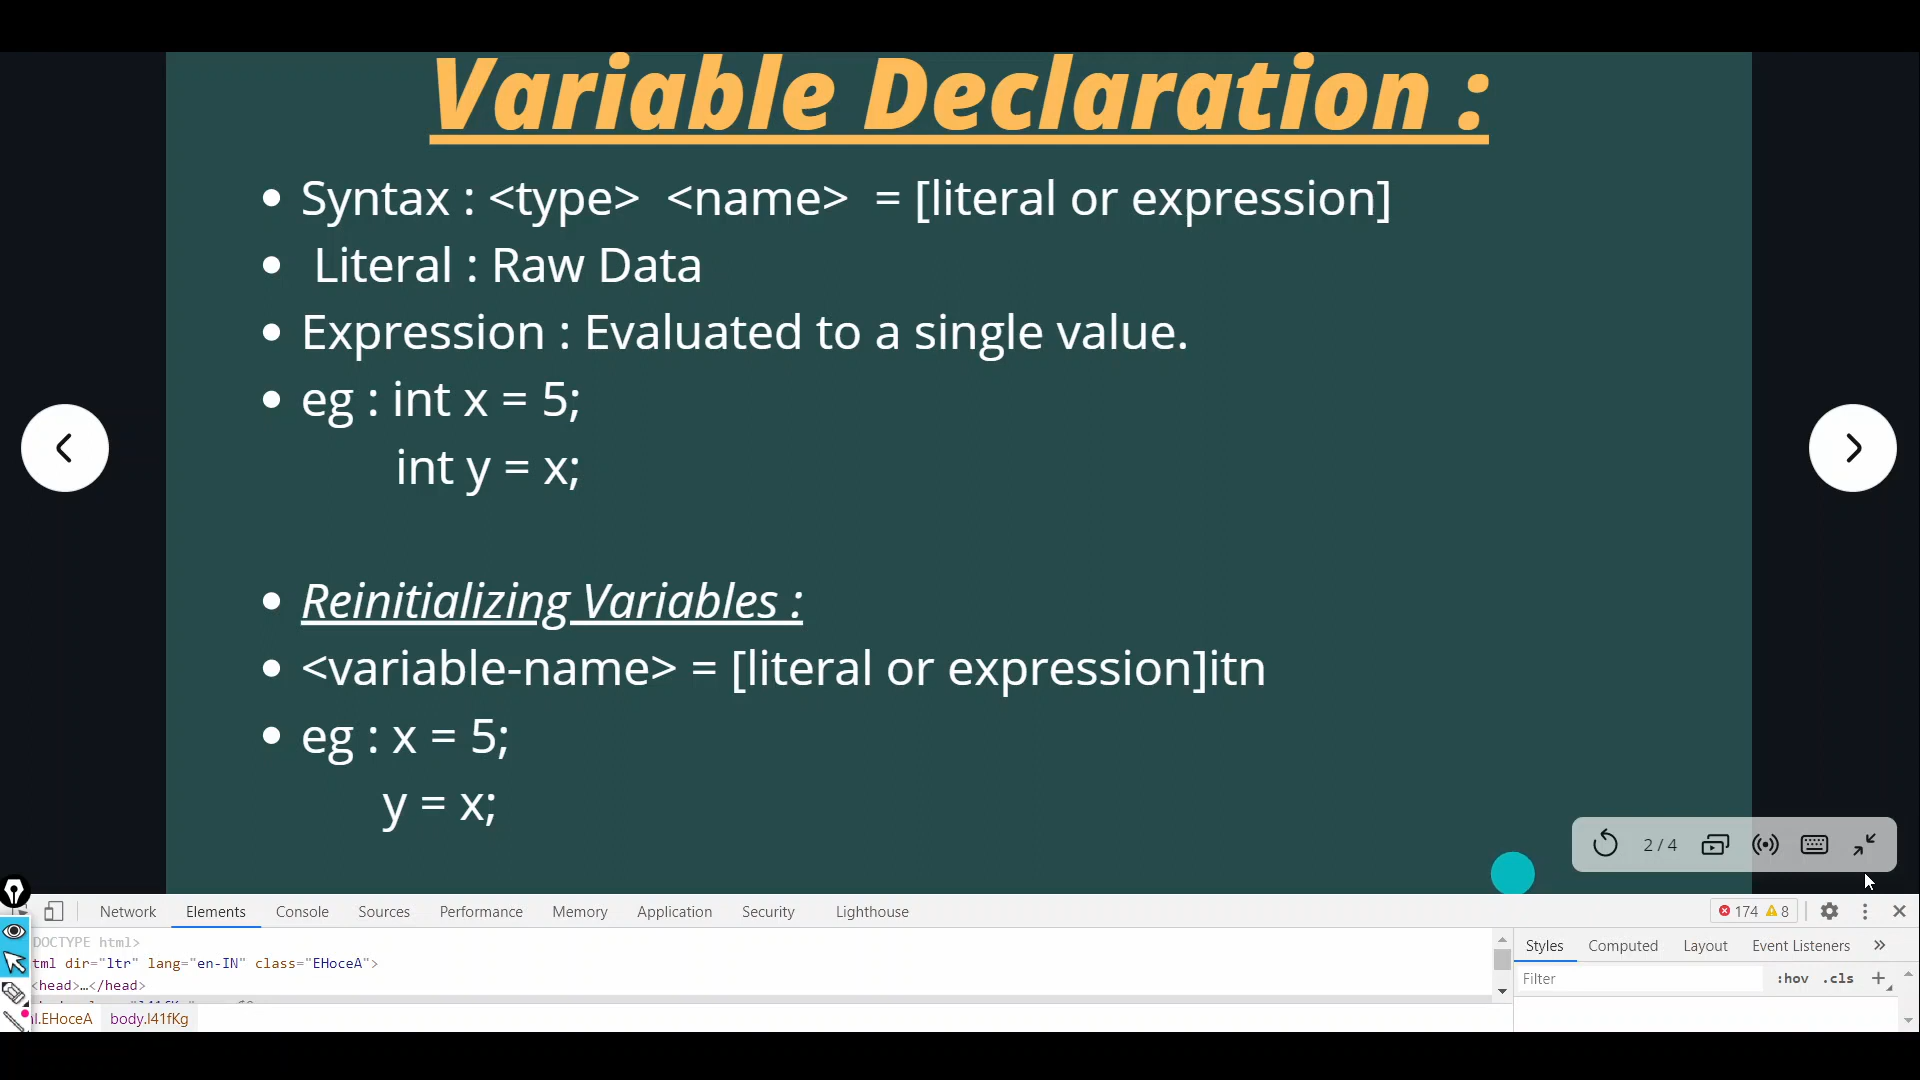 Variable Declaration :
Syntax : <type> <name> = [literal or expression]
Literal : Raw Data
Expression : Evaluated to a single value.
eg : int x = 5;
int y = x;
Reinitializing Variables :
<variable-name> = [literal or expression]itn
eg : x = 5;
y = x;
2 / 4
Network Elements Console Sources Performance Memory Application Security Lighthouse 174 8
DOCTYPE html>
tml dir="ltr" lang="en-IN" class="EHoceA">
<head>…</head>
l.EHoceA body.l41fKg
Styles Computed Layout Event Listeners »
Filter :hov .cls +